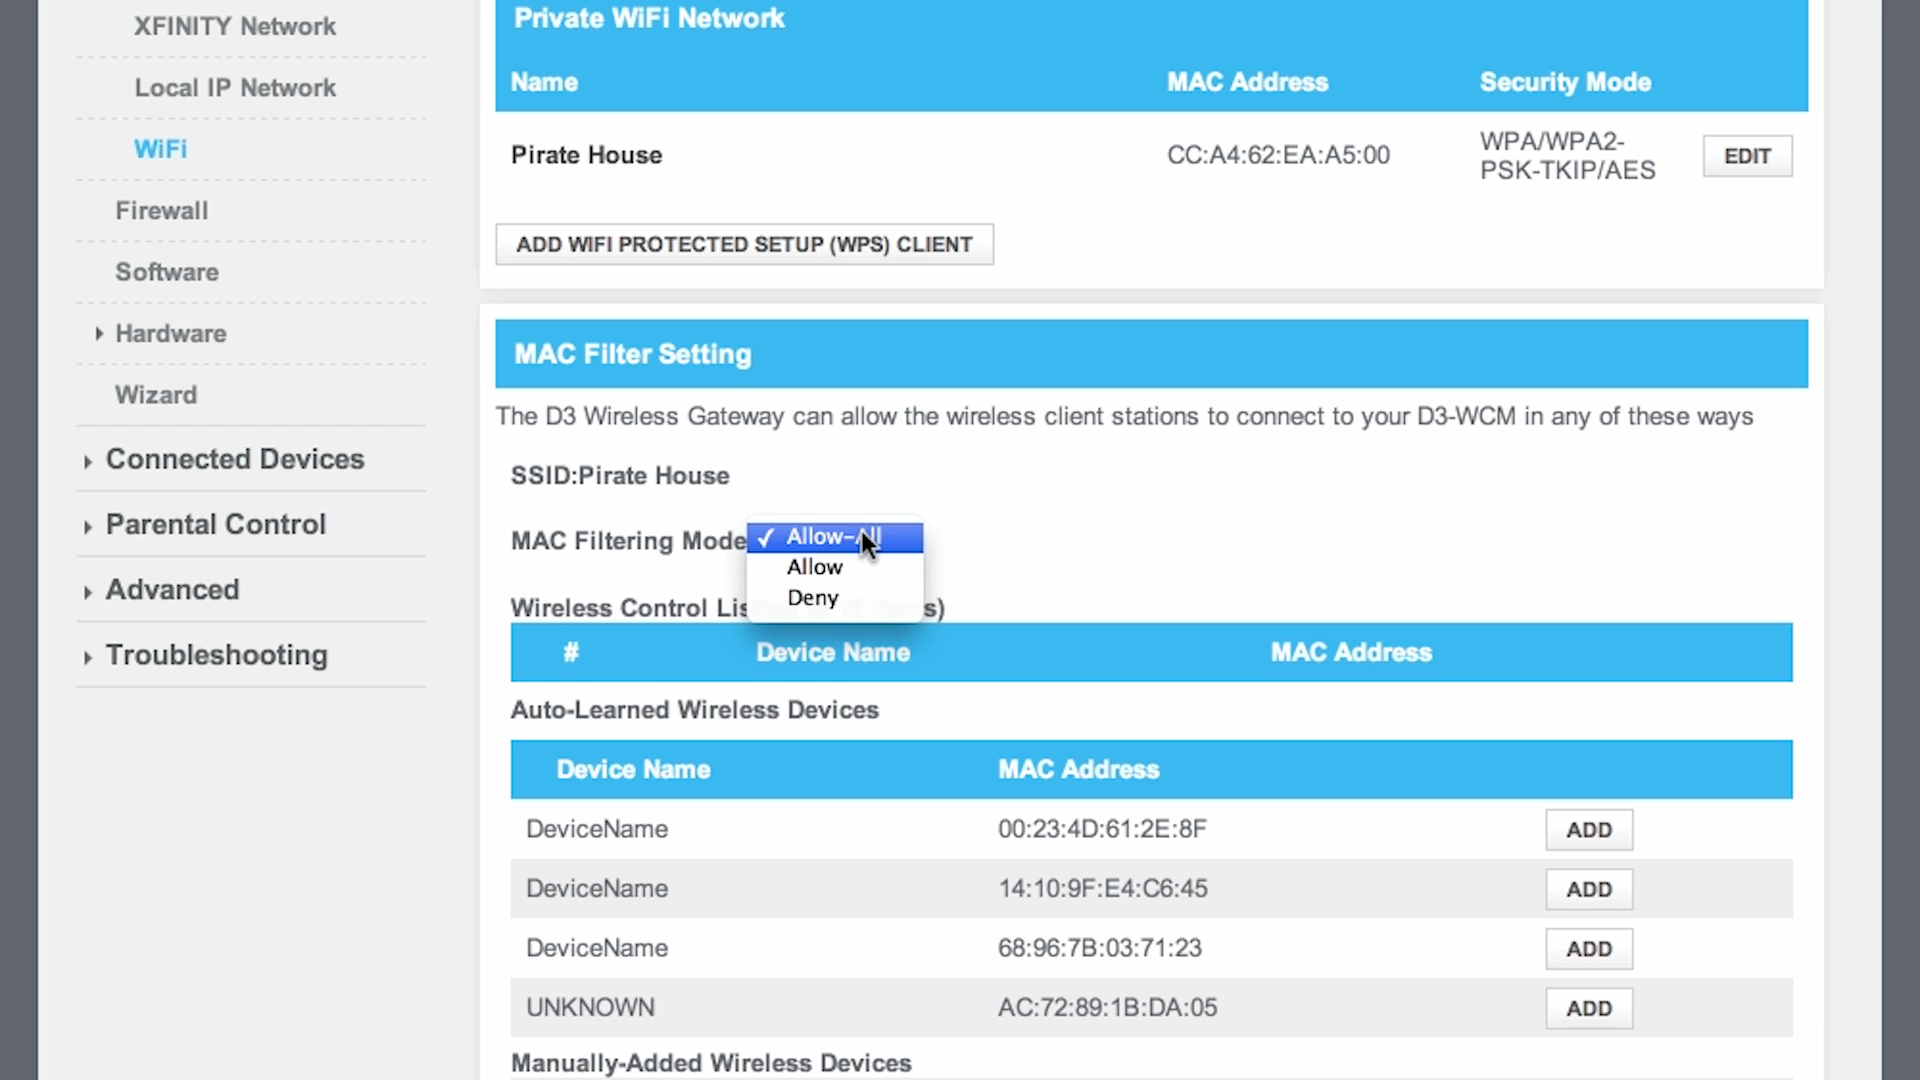 XFINITY Network
Local IP Network
WiFi
Firewall
Software
Hardware
Wizard
Connected Devices
Parental Control
Advanced
Troubleshooting
Private WiFi Network
Name MAC Address Security Mode
Pirate House CC:A4:62:EA:A5:00 WPA/WPA2-
PSK-TKIP/AES EDIT
ADD WIFI PROTECTED SETUP (WPS) CLIENT
MAC Filter Setting
The D3 Wireless Gateway can allow the wireless client stations to connect to your D3-WCM in any of these ways
SSID:Pirate House
MAC Filtering Mode ✓ Allow-All
Allow
Deny
Wireless Control
# Device Name MAC Address
Auto-Learned Wireless Devices
Device Name MAC Address
DeviceName 00:23:4D:61:2E:8F ADD
DeviceName 14:10:9F:E4:C6:45 ADD
DeviceName 68:96:7B:03:71:23 ADD
UNKNOWN AC:72:89:1B:DA:05 ADD
Manually-Added Wireless Devices